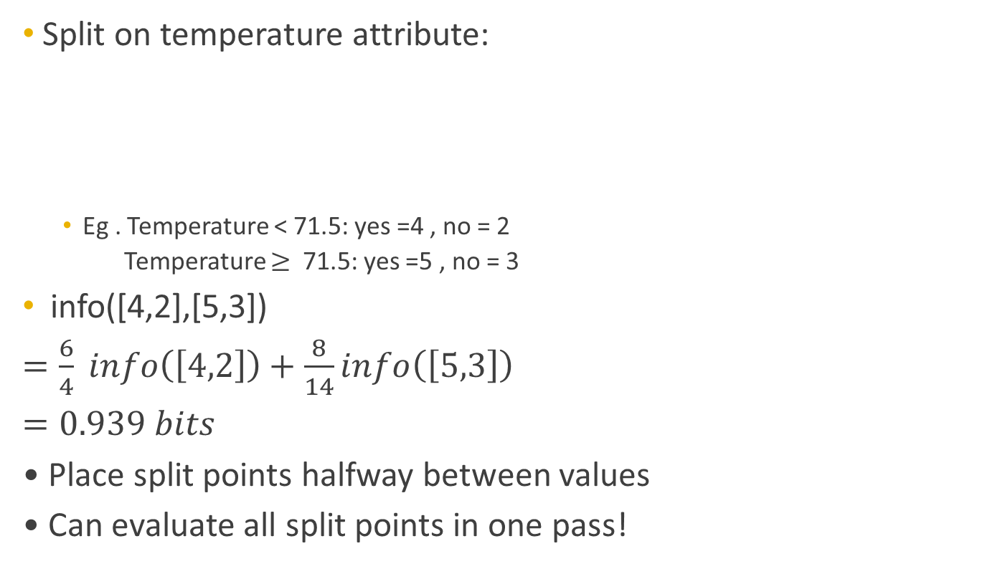 • Split on temperature attribute:
• Eg . Temperature < 71.5: yes =4 , no = 2
Temperature ≥ 71.5: yes =5 , no = 3
• info([4,2],[5,3])
= 6/4 info([4,2]) + 8/14 info([5,3])
= 0.939 bits
• Place split points halfway between values
• Can evaluate all split points in one pass!